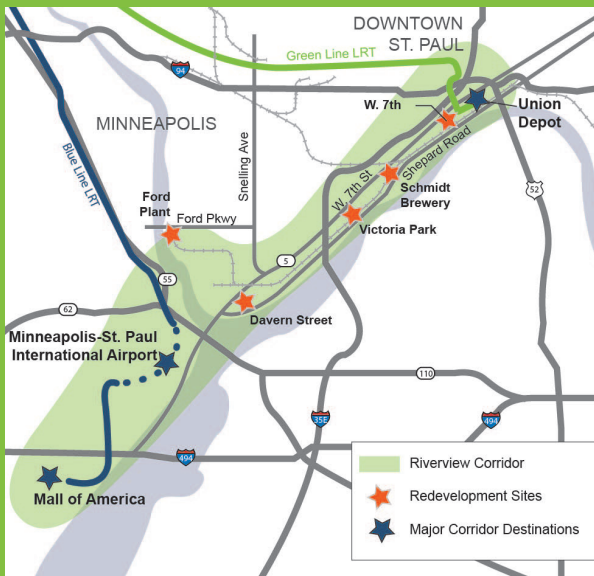 DOWNTOWN
ST. PAUL
Green Line LRT
94
W. 7th
Union
Depot
MINNEAPOLIS
Blue Line LRT
Snelling Ave
Shepard Road
W. 7th St
Schmidt
Brewery
52
Ford
Plant
Ford Pkwy
Victoria Park
5
55
62
Davern Street
Minneapolis-St. Paul
International Airport
110
35E
494
494
Mall of America
Riverview Corridor
Redevelopment Sites
Major Corridor Destinations